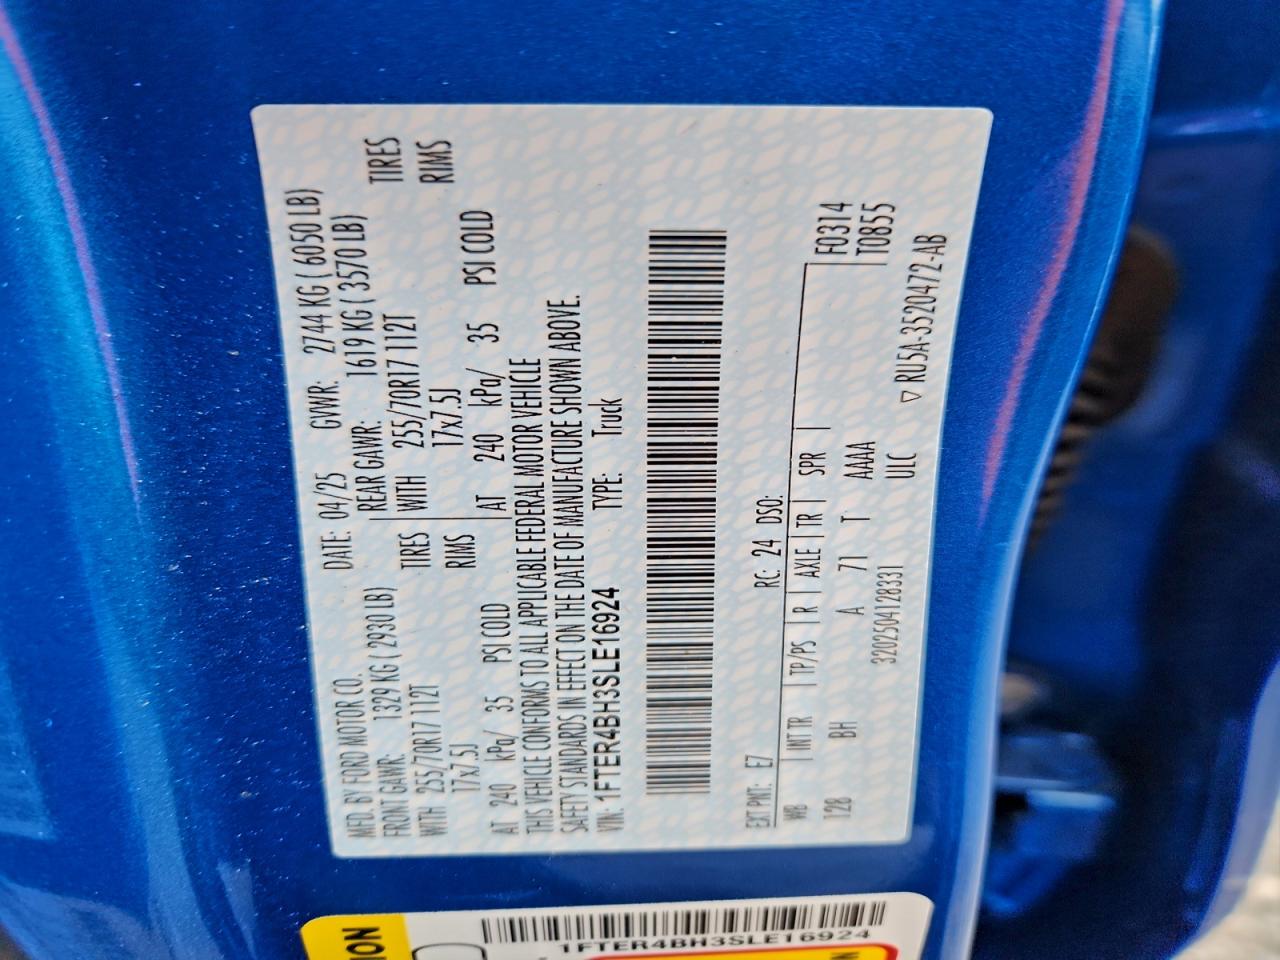 MFD. BY FORD MOTOR CO.
DATE: 04/25 GVWR: 2744 KG ( 6050 LB)
FRONT GAWR: 1329 KG ( 2930 LB)
REAR GAWR: 1619 KG ( 3570 LB)
WITH 255/70R17 112T TIRES
WITH 255/70R17 112T TIRES
17x7.5J RIMS
17x7.5J RIMS
AT 240 kPa/ 35 PSI COLD
AT 240 kPa/ 35 PSI COLD
THIS VEHICLE CONFORMS TO ALL APPLICABLE FEDERAL MOTOR VEHICLE
SAFETY STANDARDS IN EFFECT ON THE DATE OF MANUFACTURE SHOWN ABOVE.
VIN: 1FTER4BH3SLE16924 TYPE: Truck
EXT PNT: E7 RC: 24 DSO:
WB INT TR TP/PS R AXLE TR SPR F0314
128 BH A 71 T AAAA T0855
3202504128331 ULC
▽ RU5A-3520472-AB
1FTER4BH3SLE16924